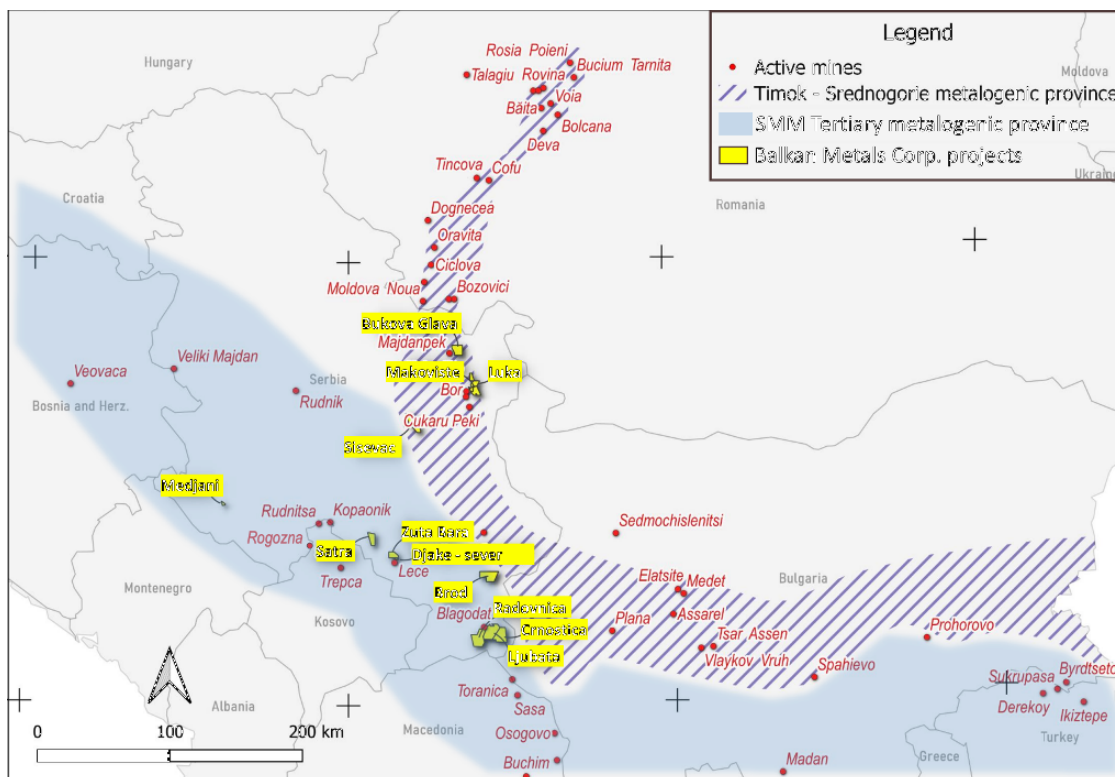 Legend
Active mines
Timok - Srednogorie metalogenic province
SMM Tertiary metalogenic province
Balkan Metals Corp. projects
Hungary
Moldova
Ukraine
Rosia Poieni
Bucium Tarnita
Talagiu
Rovina
Voia
Băita
Bolcana
Deva
Tincova
Cofu
Croatia
Romania
Dognecea
Oravita
Ciclova
Moldova Noua
Bozovici
Bukova Glava
Majdanpek
Veliki Majdan
Makoviste
Luka
Veovaca
Serbia
Bor
Bosnia and Herz.
Rudnik
Cukaru Peki
Medjani
Rudnitsa
Kopaonik
Zuta Bara
Sedmochislenitsi
Rogozna
Satra
Djake - sever
Lece
Trepca
Elatsite
Medet
Bulgaria
Montenegro
Brod
Kosovo
Blagodat
Radovnica
Assarel
Plana
Crnostica
Tsar Assen
Prohorovo
Ljubata
Vlaykov Vruh
Spahievo
Toranica
Sukrupasa
Byrdtseto
Albania
Sasa
Derekoy
Ikiztepe
0
100
200 km
Macedonia
Osogovo
Turkey
Buchim
Greece
Madan